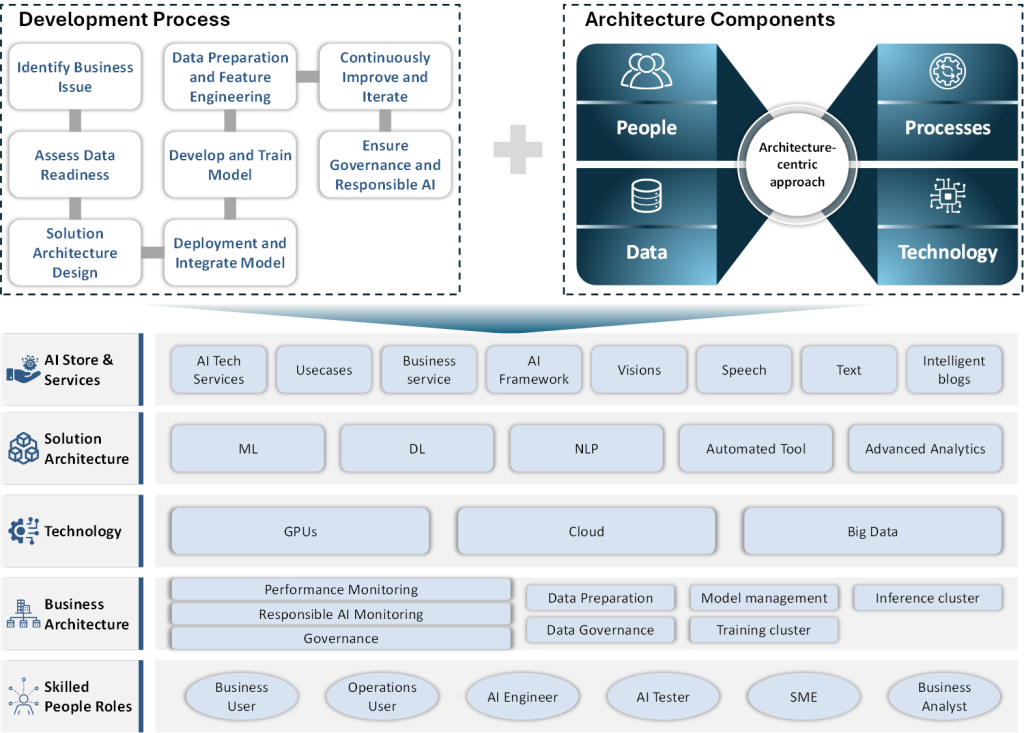 Development Process
Identify Business
Issue
Assess Data
Readiness
Solution
Architecture
Design
Data Preparation
and Feature
Engineering
Develop and Train
Model
Deployment and
Integrate Model
Continuously
Improve and
Iterate
Ensure
Governance and
Responsible AI
Architecture Components
People
Processes
Architecture-
centric
approach
Data
Technology
AI Store &
Services
AI Tech
Services
Usecases
Business
service
AI
Framework
Visions
Speech
Text
Intelligent
blogs
Solution
Architecture
ML
DL
NLP
Automated Tool
Advanced Analytics
Technology
GPUs
Cloud
Big Data
Business
Architecture
Performance Monitoring
Responsible AI Monitoring
Governance
Data Preparation
Data Governance
Model management
Training cluster
Inference cluster
Skilled
People Roles
Business
User
Operations
User
AI Engineer
AI Tester
SME
Business
Analyst